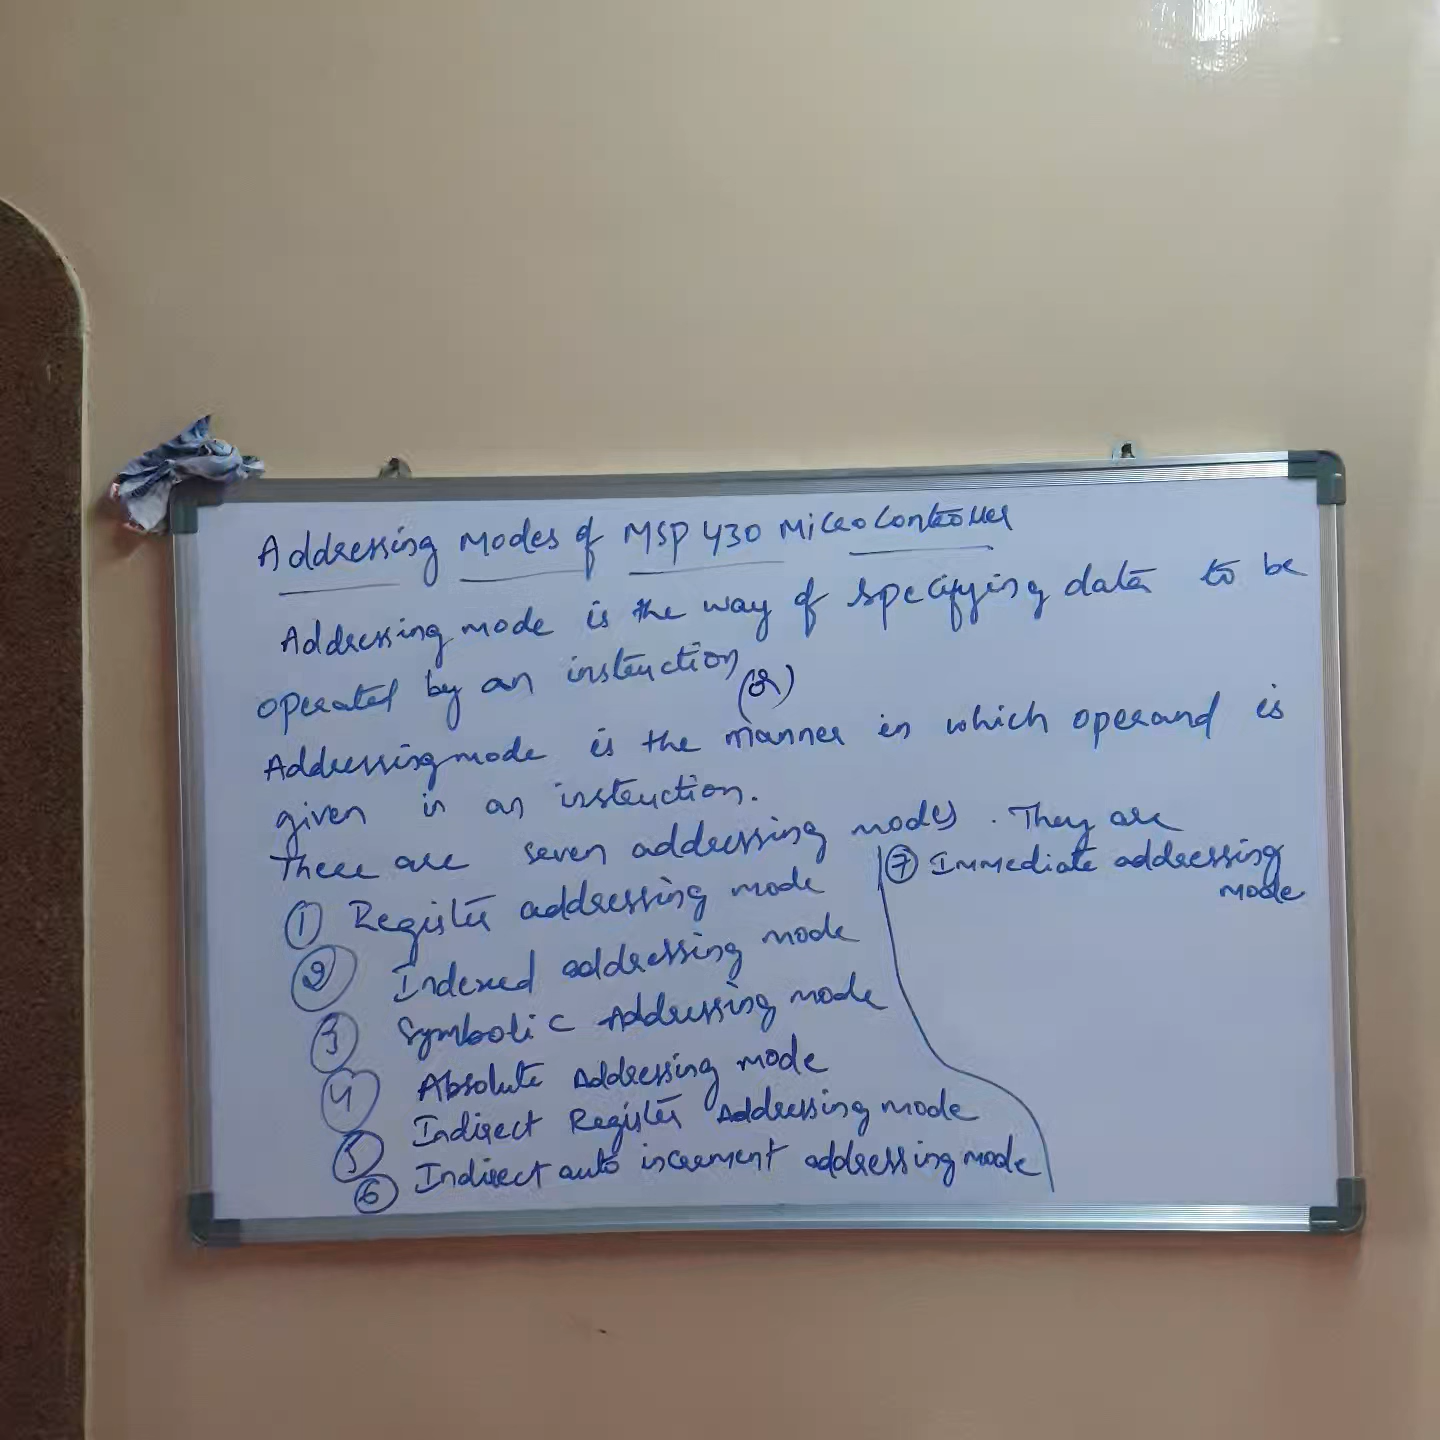 Addressing Modes of MSP430 Microcontroller
Addressing mode is the way of specifying data to be
operated by an instruction
(or)
Addressing mode is the manner in which operand is
given in an instruction.
There are seven addressing modes. They are
① Register addressing mode
② Indexed addressing mode
③ Symbolic Addressing mode
④ Absolute Addressing mode
⑤ Indirect Register Addressing mode
⑥ Indirect auto increment addressing mode
⑦ Immediate addressing
mode